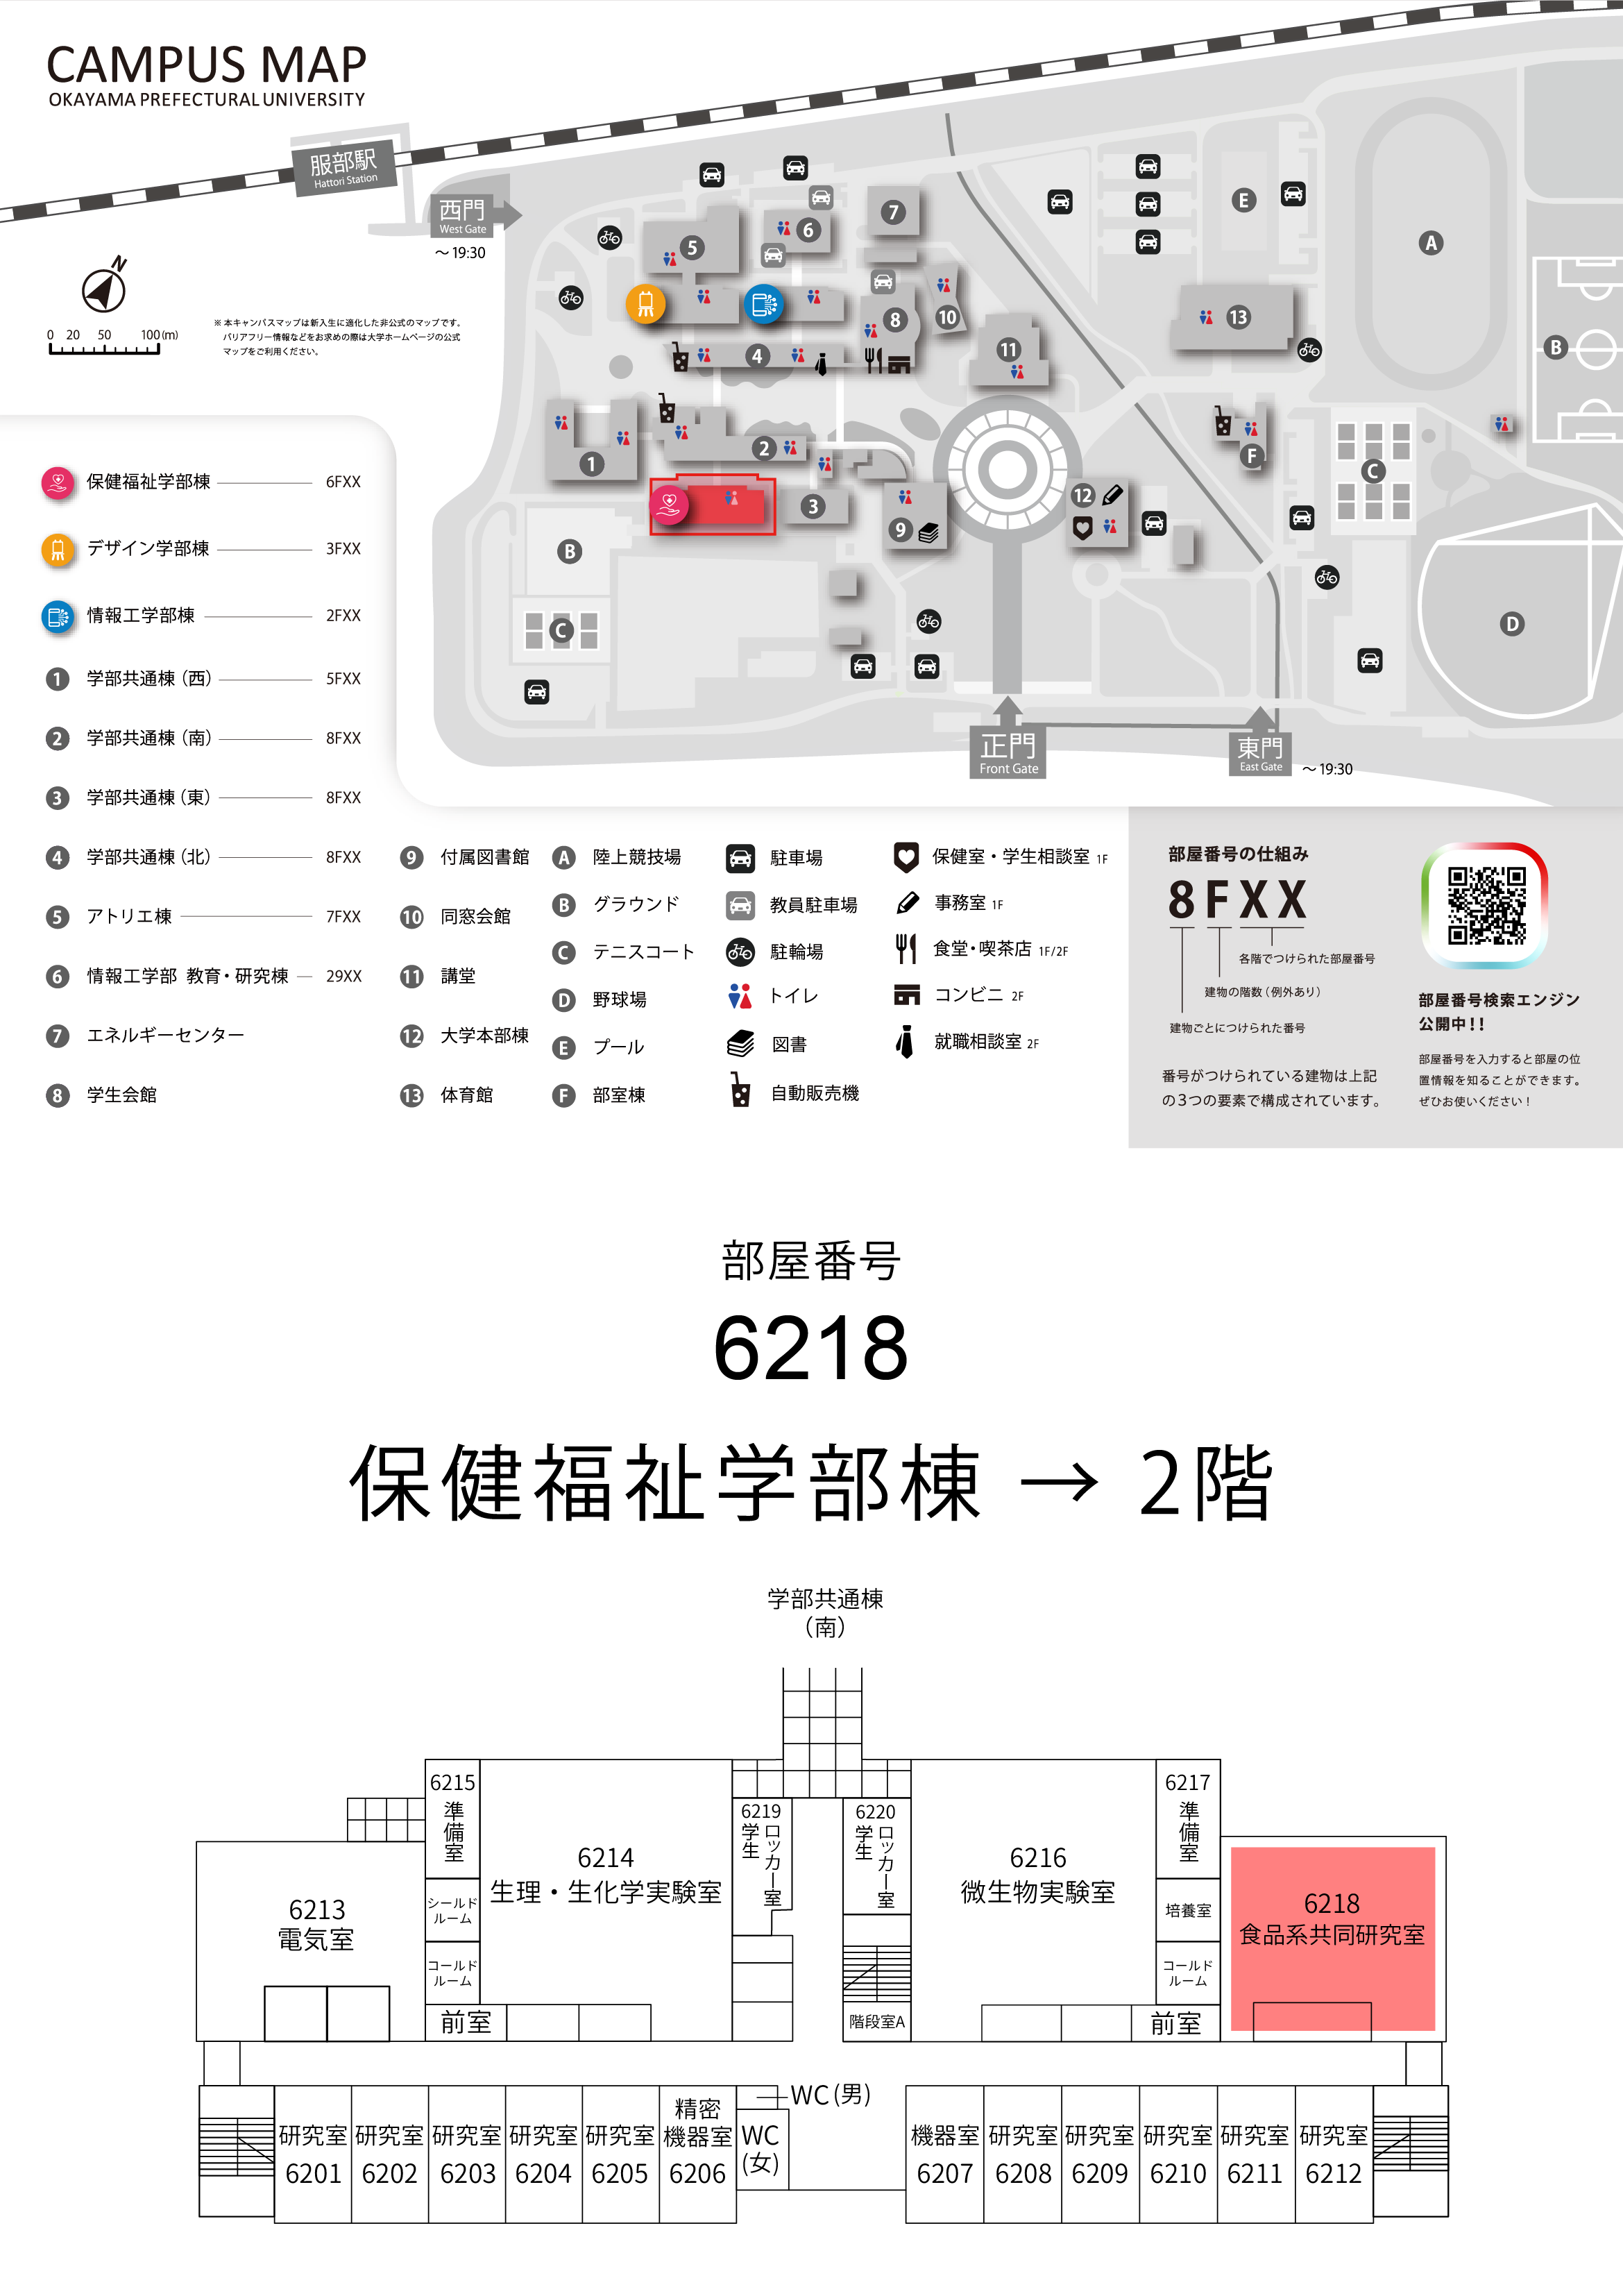 CAMPUS MAP
OKAYAMA PREFECTURAL UNIVERSITY
服部駅
Hattori Station
西門
West Gate
～19:30
N
0 20 50 100(m)
※本キャンパスマップは新入生に適化した非公式のマップです。
バリアフリー情報などをお求めの際は大学ホームページの公式
マップをご利用ください。
5
6
7
8
10
4
11
13
E
A
B
1
2
3
9
12
F
C
B
C
D
正門
Front Gate
東門
East Gate
～19:30
保健福祉学部棟 6FXX
デザイン学部棟 3FXX
情報工学部棟 2FXX
1 学部共通棟（西） 5FXX
2 学部共通棟（南） 8FXX
3 学部共通棟（東） 8FXX
4 学部共通棟（北） 8FXX
5 アトリエ棟 7FXX
6 情報工学部 教育・研究棟 29XX
7 エネルギーセンター
8 学生会館
9 付属図書館
10 同窓会館
11 講堂
12 大学本部棟
13 体育館
A 陸上競技場
B グラウンド
C テニスコート
D 野球場
E プール
F 部室棟
駐車場
教員駐車場
駐輪場
トイレ
図書
自動販売機
保健室・学生相談室 1F
事務室 1F
食堂・喫茶店 1F/2F
コンビニ 2F
就職相談室 2F
部屋番号の仕組み
8FXX
各階でつけられた部屋番号
建物の階数（例外あり）
建物ごとにつけられた番号
番号がつけられている建物は上記
の3つの要素で構成されています。
部屋番号検索エンジン
公開中！！
部屋番号を入力すると部屋の位
置情報を知ることができます。
ぜひお使いください！
部屋番号
6218
保健福祉学部棟 → 2階
学部共通棟
（南）
6215
準備室
シールド
ルーム
コールド
ルーム
前室
6213
電気室
6214
生理・生化学実験室
6219
学生
ロッカー室
6220
学生
ロッカー室
階段室A
6216
微生物実験室
6217
準備室
培養室
コールド
ルーム
前室
6218
食品系共同研究室
研究室
6201
研究室
6202
研究室
6203
研究室
6204
研究室
6205
精密
機器室
6206
WC(男)
WC
(女)
機器室
6207
研究室
6208
研究室
6209
研究室
6210
研究室
6211
研究室
6212